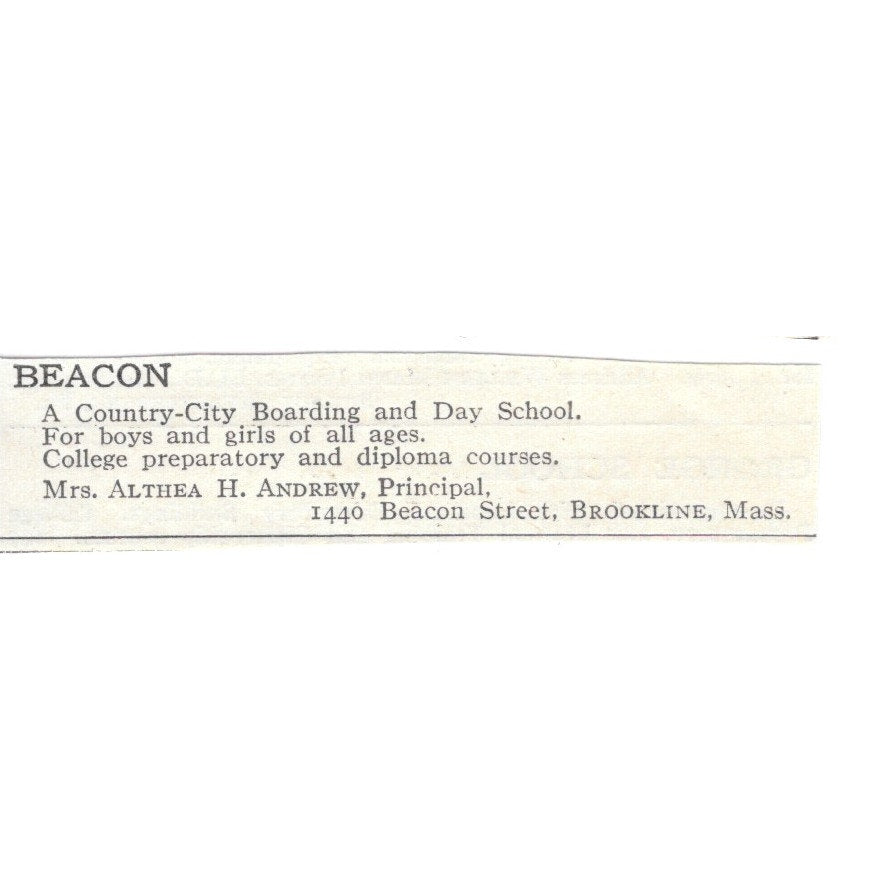 BEACON
A Country-City Boarding and Day School.
For boys and girls of all ages.
College preparatory and diploma courses.
Mrs. ALTHEA H. ANDREW, Principal,
1440 Beacon Street, BROOKLINE, Mass.